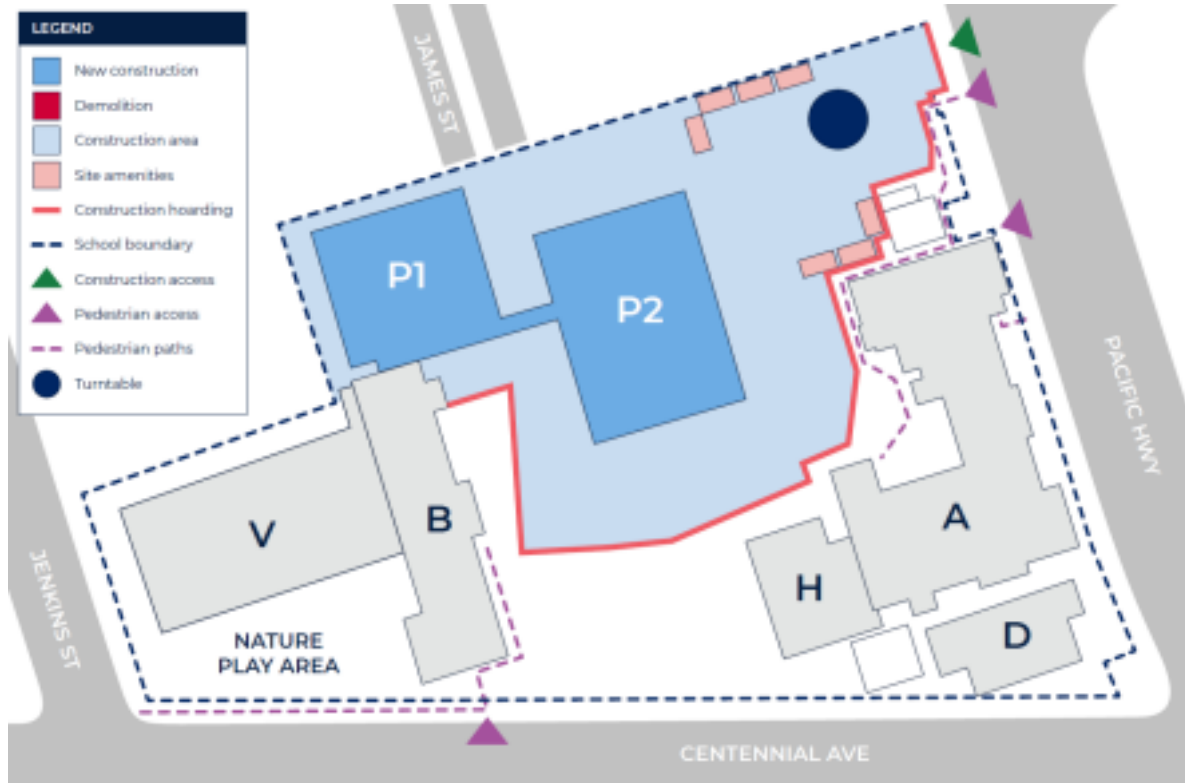 LEGEND
New construction
Demolition
Construction area
Site amenities
Construction hoarding
School boundary
Construction access
Pedestrian access
Pedestrian paths
Turntable
JAMES ST
P1
P2
PACIFIC HWY
V
B
A
H
D
JENKINS ST
NATURE
PLAY AREA
CENTENNIAL AVE